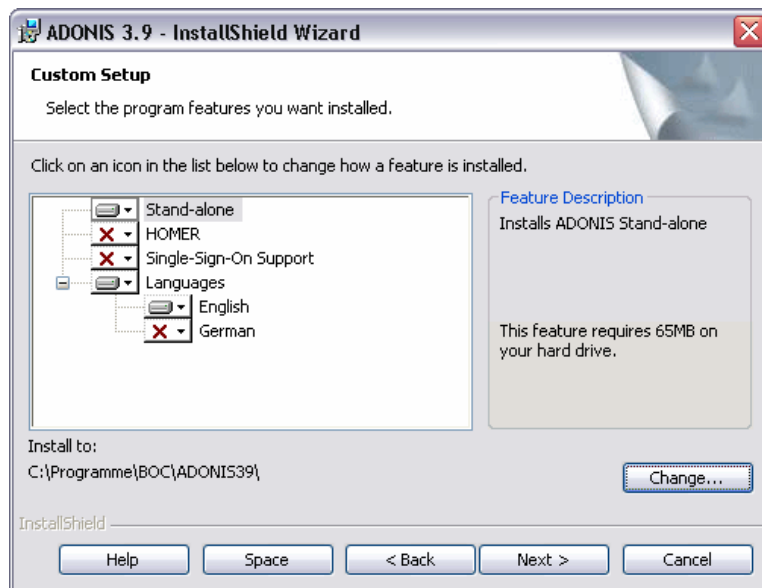 ADONIS 3.9 - InstallShield Wizard
Custom Setup
Select the program features you want installed.
Click on an icon in the list below to change how a feature is installed.
Stand-alone
HOMER
Single-Sign-On Support
Languages
English
German
Feature Description
Installs ADONIS Stand-alone
This feature requires 65MB on
your hard drive.
Install to:
C:\Programme\BOC\ADONIS39\
Change...
InstallShield
Help
Space
< Back
Next >
Cancel